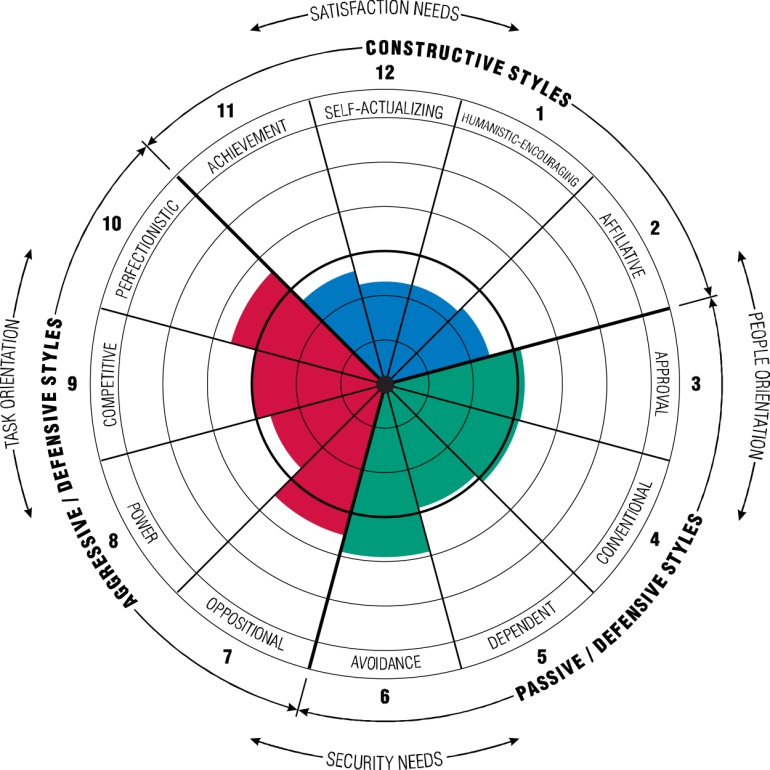 SATISFACTION NEEDS
CONSTRUCTIVE STYLES
12
SELF-ACTUALIZING
1
HUMANISTIC-ENCOURAGING
2
AFFILIATIVE
PEOPLE ORIENTATION
3
APPROVAL
4
CONVENTIONAL
PASSIVE / DEFENSIVE STYLES
5
DEPENDENT
6
AVOIDANCE
SECURITY NEEDS
7
OPPOSITIONAL
8
POWER
AGGRESSIVE / DEFENSIVE STYLES
9
COMPETITIVE
TASK ORIENTATION
10
PERFECTIONISTIC
11
ACHIEVEMENT